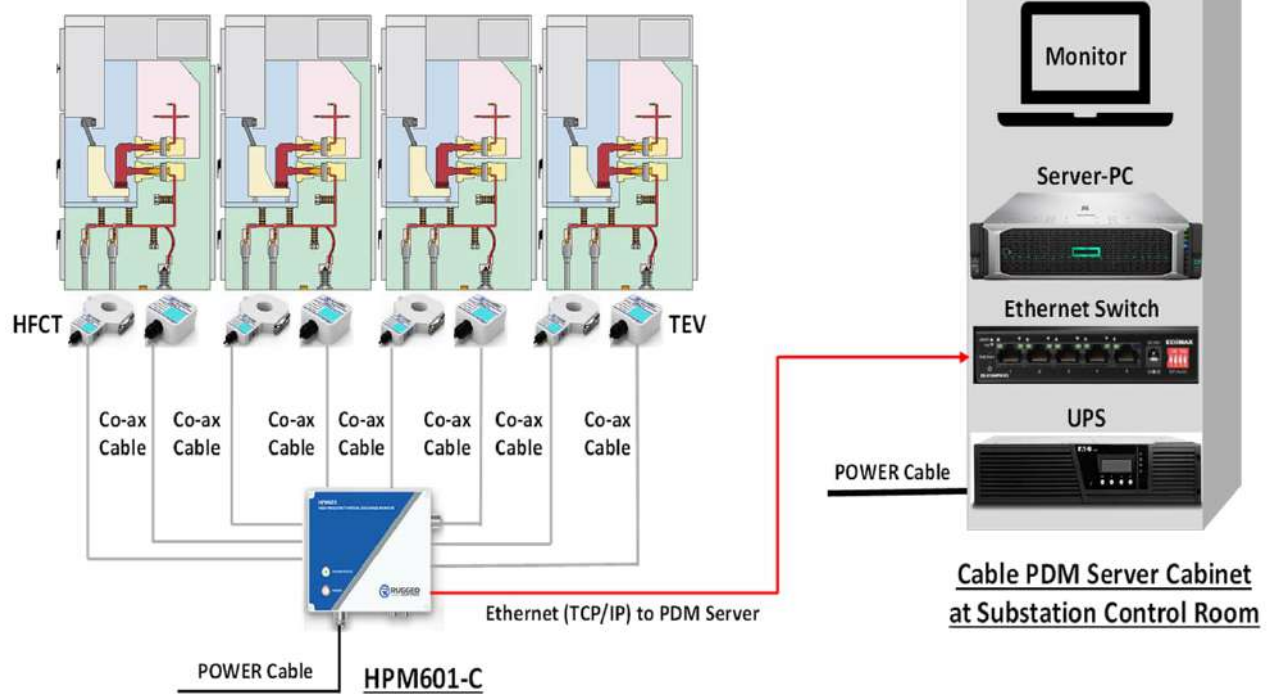 Monitor
Server-PC
Ethernet Switch
UPS
POWER Cable
Cable PDM Server Cabinet
at Substation Control Room
HFCT
TEV
Co-ax Cable
Co-ax Cable
Co-ax Cable
Co-ax Cable
Co-ax Cable
Co-ax Cable
Co-ax Cable
RUGGED
Ethernet (TCP/IP) to PDM Server
POWER Cable
HPM601-C